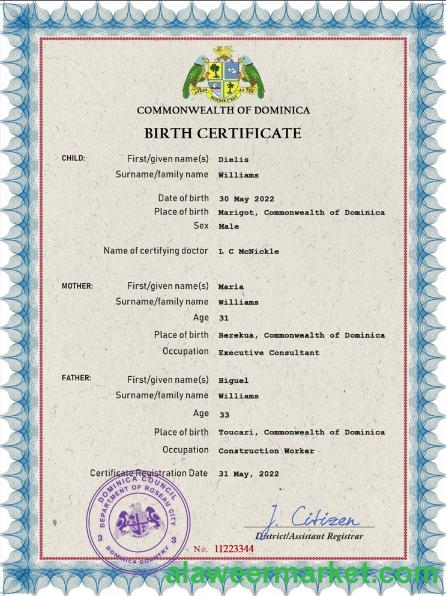 COMMONWEALTH OF DOMINICA
BIRTH CERTIFICATE
CHILD: First/given name(s) Dielis
Surname/family name Williams
Date of birth 30 May 2022
Place of birth Marigot, Commonwealth of Dominica
Sex Male
Name of certifying doctor L C McNickle
MOTHER: First/given name(s) Maria
Surname/family name Williams
Age 31
Place of birth Berekua, Commonwealth of Dominica
Occupation Executive Consultant
FATHER: First/given name(s) Higuel
Surname/family name Williams
Age 33
Place of birth Toucari, Commonwealth of Dominica
Occupation Construction Worker
Certificate Registration Date 31 May, 2022
DOMINICA COUNCIL
DEPARTMENT OF ROSEAU CITY
3 3
DOMINICA COUNTRY
J. Citizen
District/Assistant Registrar
No. 11223344
alaweermarket.com